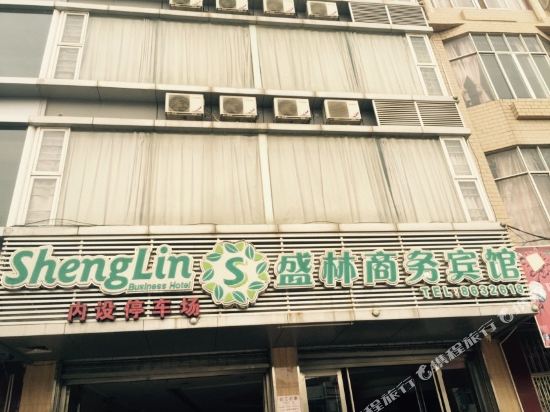 ShengLin
Business Hotel
S
盛林商务宾馆
TEL:6632616
内设停车场
携程旅行